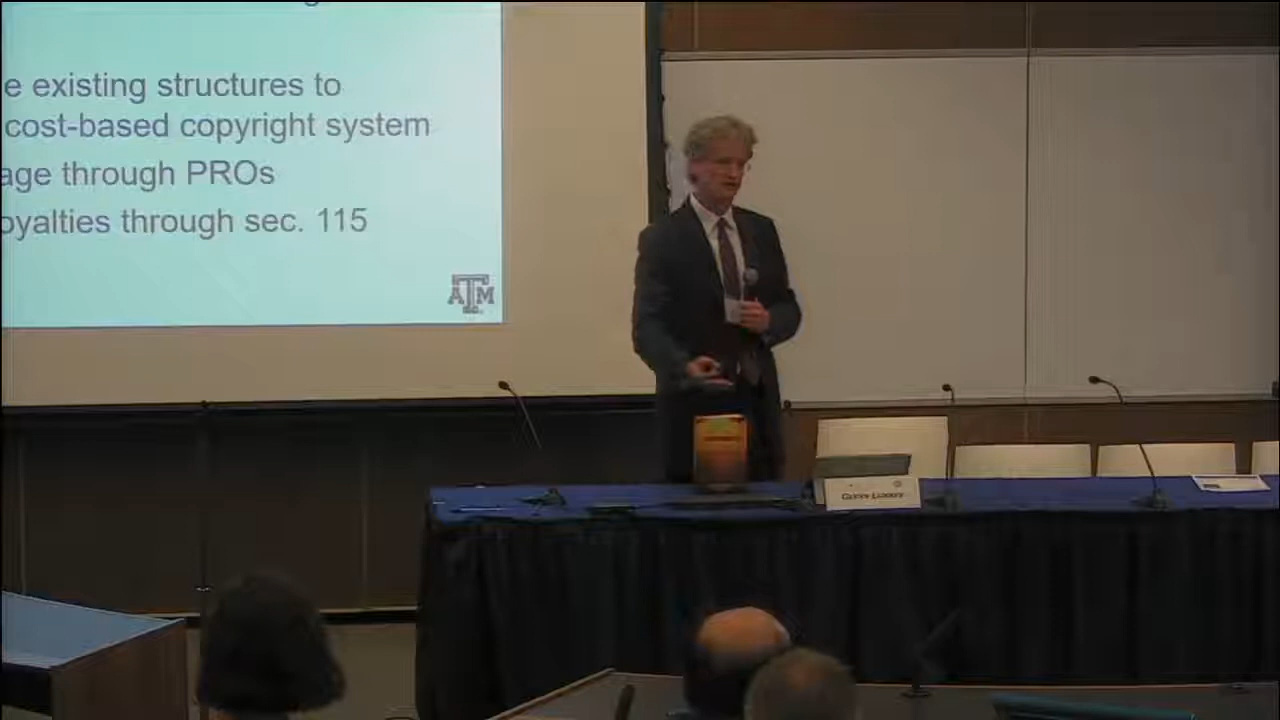 e existing structures to
cost-based copyright system
age through PROs
oyalties through sec. 115
ATM